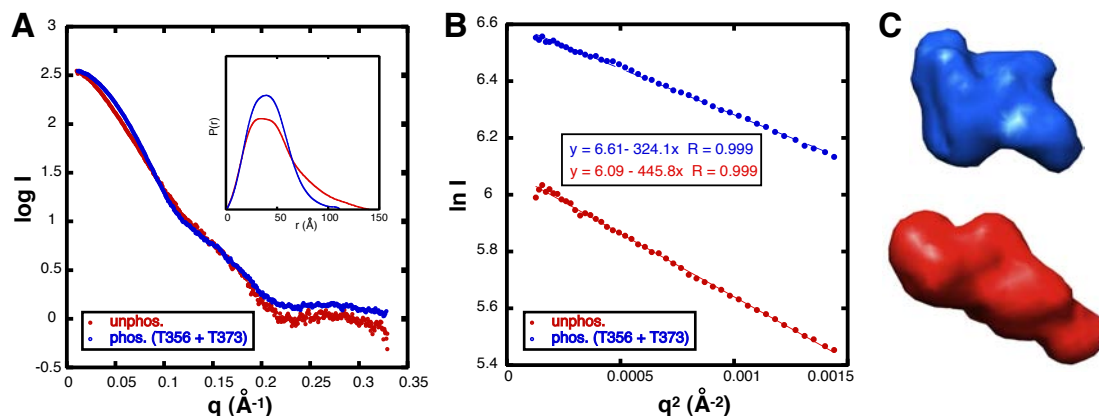 A
log I
2.5
2.0
1.5
1
0.5
0
-0.5
0
0.05
0.1
0.15
0.2
0.25
0.3
0.35
q (Å-1)
P(r)
0
50
100
150
r (Å)
unphos.
phos. (T356 + T373)
B
ln I
6.6
6.4
6.2
6
5.8
5.6
5.4
0
0.0005
0.001
0.0015
q² (Å-2)
y = 6.61- 324.1x R = 0.999
y = 6.09 - 445.8x R = 0.999
unphos.
phos. (T356 + T373)
C